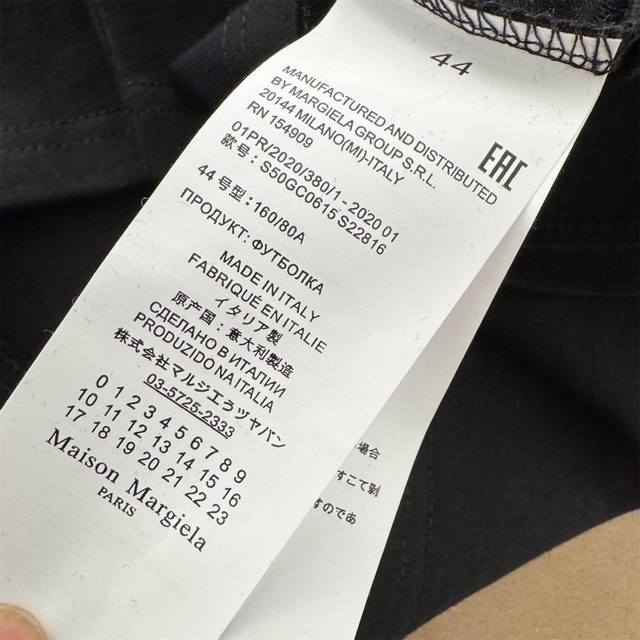 44
MANUFACTURED AND DISTRIBUTED
BY MARGIELA GROUP S.R.L.
20144 MILANO(MI)-ITALY
RN 154909
EAC
01PR/2020/380/1 - 2020 01
款号: S50GC0615 S22816
44 号型: 160/80A
ПРОДУКТ: ФУТБОЛКА
MADE IN ITALY
FABRIQUÉ EN ITALIE
イタリア製
原产国: 意大利製造
СДЕЛАНО В ИТАЛИИ
PRODUZIDO NA ITALIA
株式会社マルジエラジャパン
03-5725-2333
0 1 2 3 4 5 6 7 8 9
10 11 12 13 14 15 16
17 18 19 20 21 22 23
Maison Margiela
PARIS
場合
すこて剥
すのであ